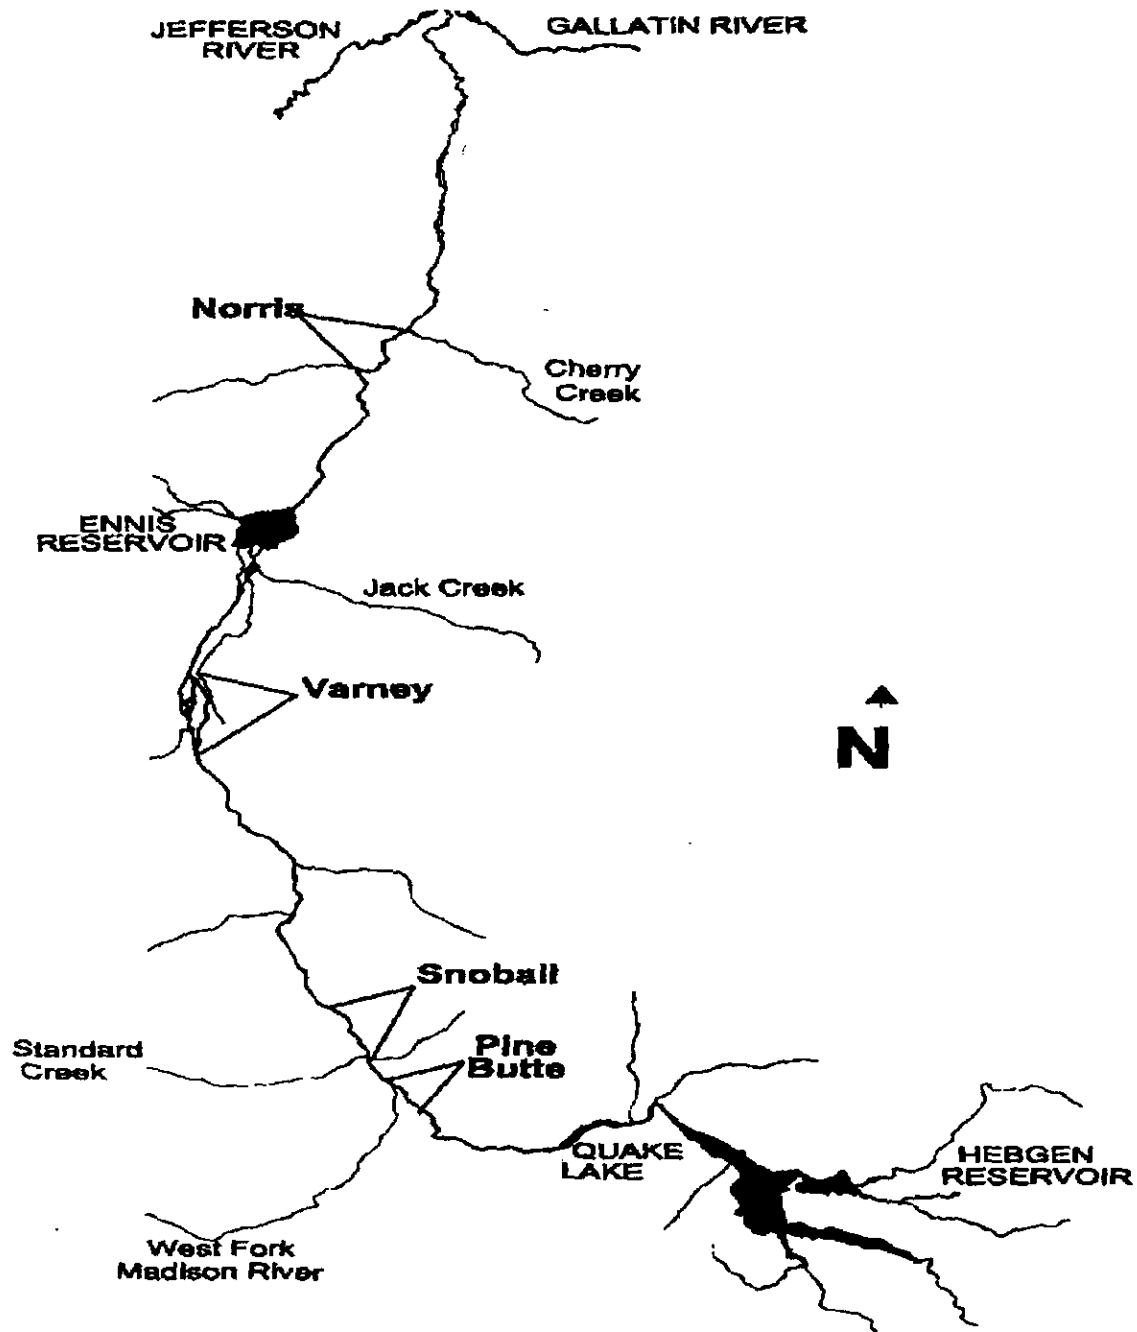 JEFFERSON
RIVER
GALLATIN RIVER
Norris
Cherry
Creek
ENNIS
RESERVOIR
Jack Creek
Varney
N
Snoball
Standard
Creek
Pine
Butte
QUAKE
LAKE
HEBGEN
RESERVOIR
West Fork
Madison River